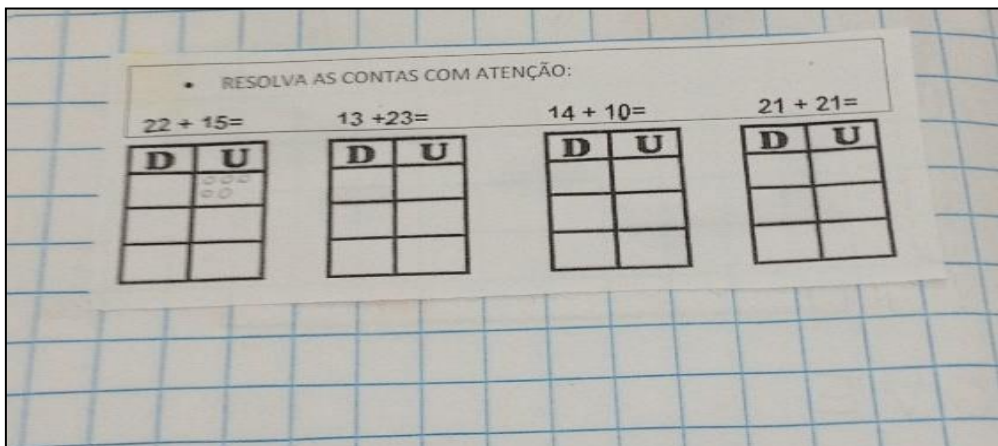 • RESOLVA AS CONTAS COM ATENÇÃO:
22 + 15= 13 +23= 14 + 10= 21 + 21=
D U D U D U D U